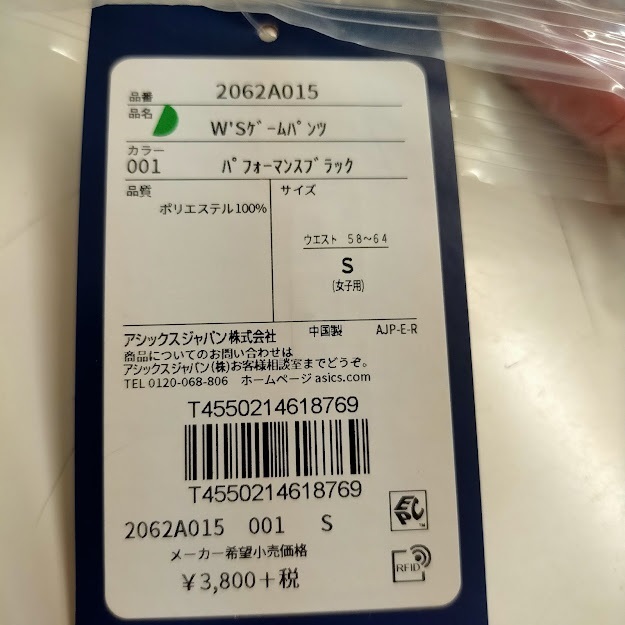 品番 2062A015
品名 W'Sゲームパンツ
カラー
001 パフォーマンスブラック
品質
ポリエステル100%
サイズ
ウエスト 58〜64
S
(女子用)
アシックスジャパン株式会社 中国製 AJP-E-R
商品についてのお問い合わせは
アシックスジャパン(株)お客様相談室までどうぞ。
TEL 0120-068-806 ホームページ asics.com
T4550214618769
T4550214618769
2062A015 001 S
メーカー希望小売価格
¥3,800+税
EPC™
RFID